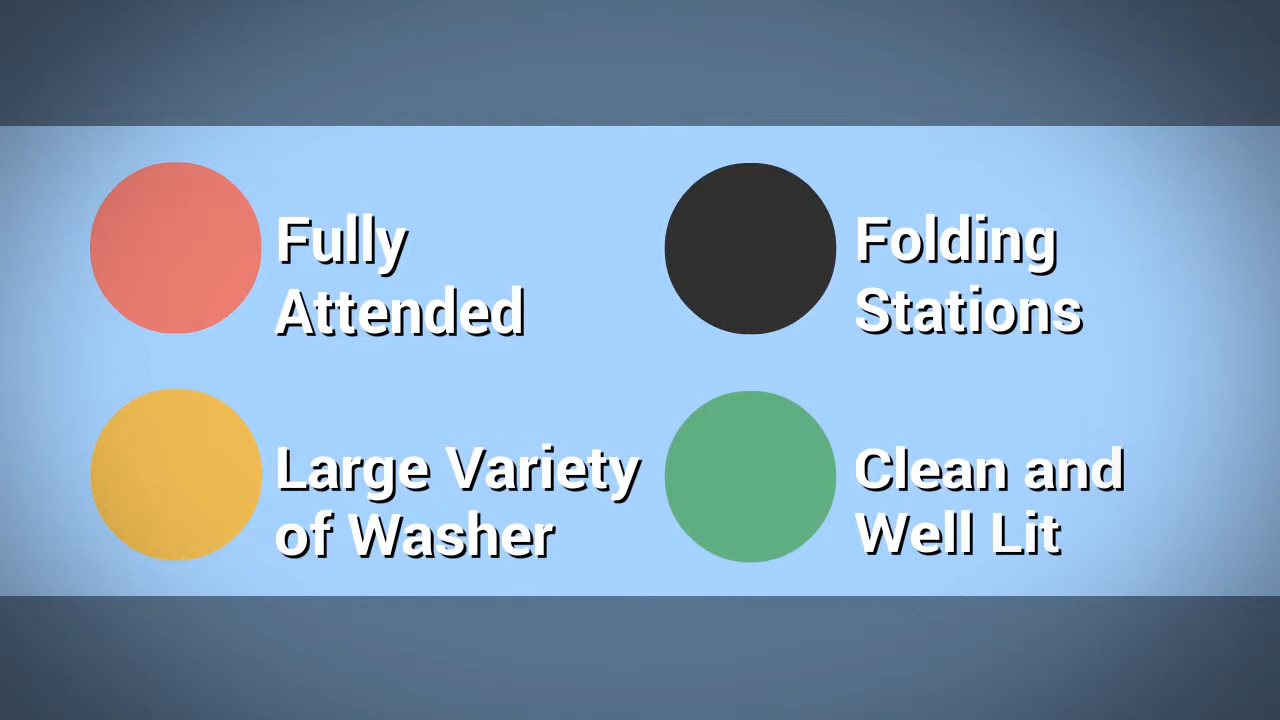 Fully
Attended
Folding
Stations
Large Variety
of Washer
Clean and
Well Lit